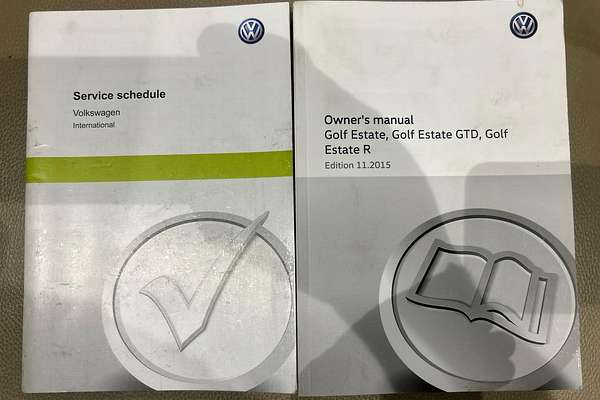 Service schedule
Volkswagen
International
Owner's manual
Golf Estate, Golf Estate GTD, Golf
Estate R
Edition 11.2015